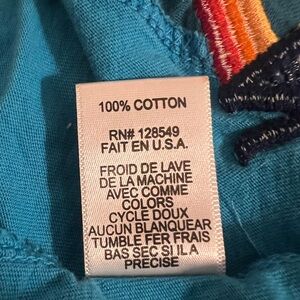 100% COTTON
RN# 128549
FAIT EN U.S.A.
FROID DE LAVE
DE LA MACHINE
AVEC COMME
COLORS
CYCLE DOUX
AUCUN BLANQUEAR
TUMBLE FER FRAIS
BAS SEC SI LA
PRECISE